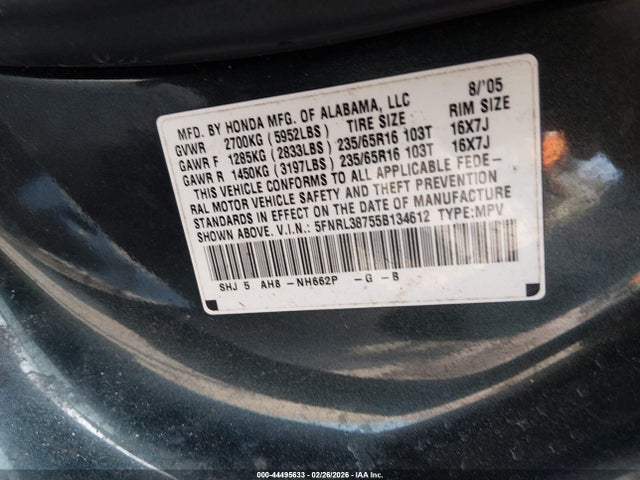 MFD. BY HONDA MFG. OF ALABAMA, LLC 8/'05
GVWR 2700KG (5952LBS) TIRE SIZE RIM SIZE
GAWR F 1285KG (2833LBS) 235/65R16 103T 16X7J
GAWR R 1450KG (3197LBS) 235/65R16 103T 16X7J
THIS VEHICLE CONFORMS TO ALL APPLICABLE FEDE-
RAL MOTOR VEHICLE SAFETY AND THEFT PREVENTION
STANDARDS IN EFFECT ON THE DATE OF MANUFACTURE
SHOWN ABOVE. V.I.N.: 5FNRL38755B134612 TYPE:MPV
SHJ 5 AH8 -NH662P -G -B
000-44495633 - 02/26/2026 - IAAI, Inc.